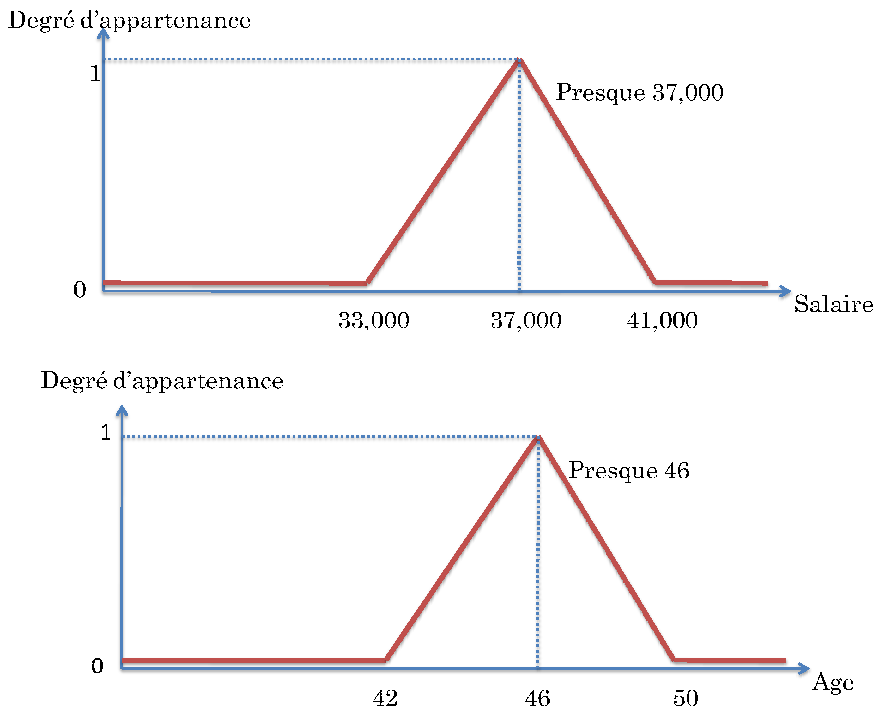 Degré d'appartenance
1
Presque 37,000
0
Salaire
33,000 37,000 41,000
Degré d'appartenance
1
Presque 46
0
Age
42 46 50